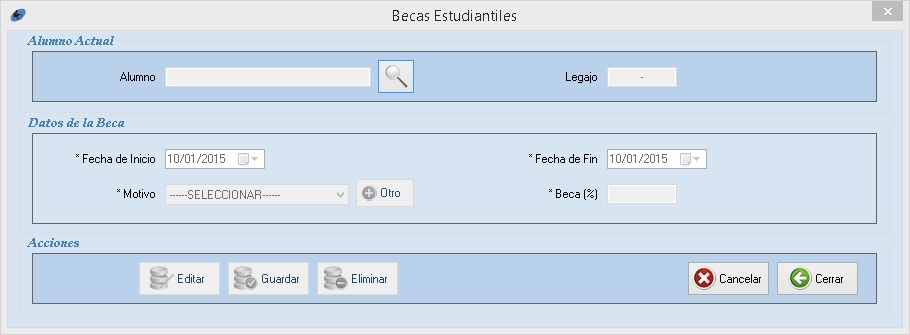 Becas Estudiantiles
Alumno Actual
Alumno
Legajo -
Datos de la Beca
* Fecha de Inicio 10/01/2015
* Fecha de Fin 10/01/2015
* Motivo ------SELECCIONAR------ Otro
* Beca (%)
Acciones
Editar Guardar Eliminar Cancelar Cerrar